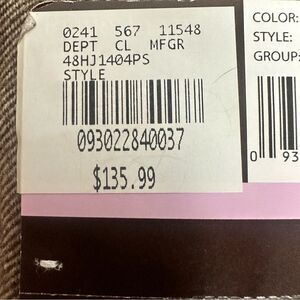 0241 567 11548
DEPT CL MFGR
48HJ1404PS
STYLE
093022840037
$135.99
COLOR:
STYLE:
GROUP:
0 93